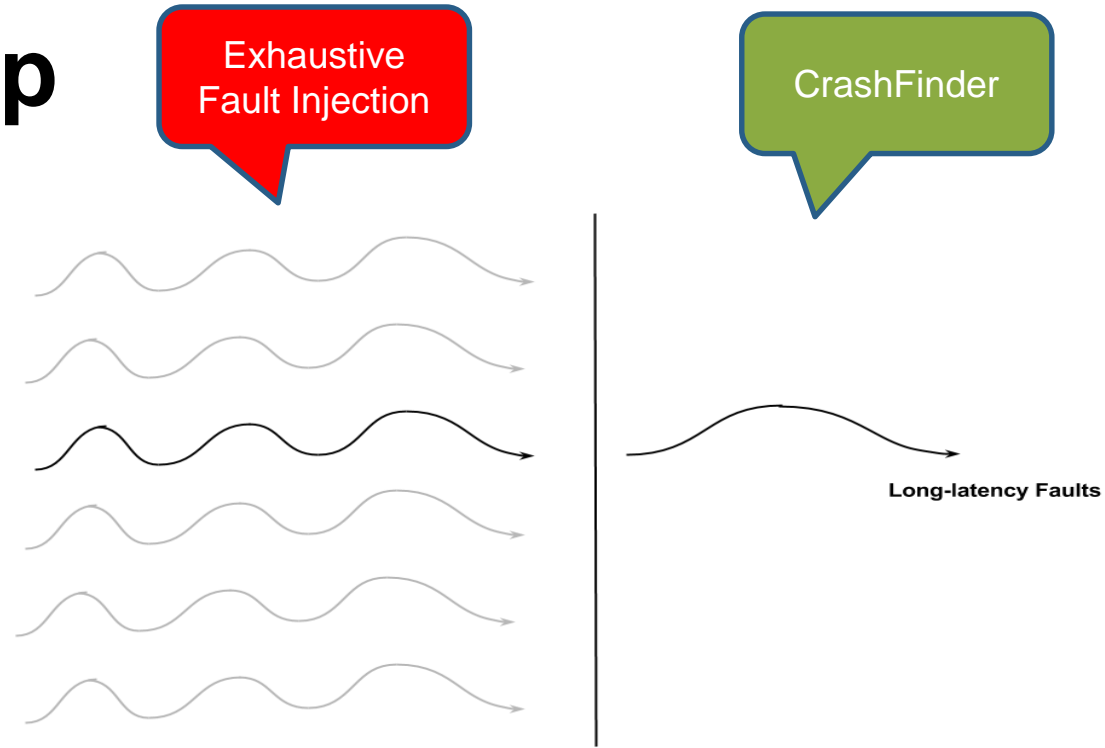 p
Exhaustive
Fault Injection
CrashFinder
Long-latency Faults